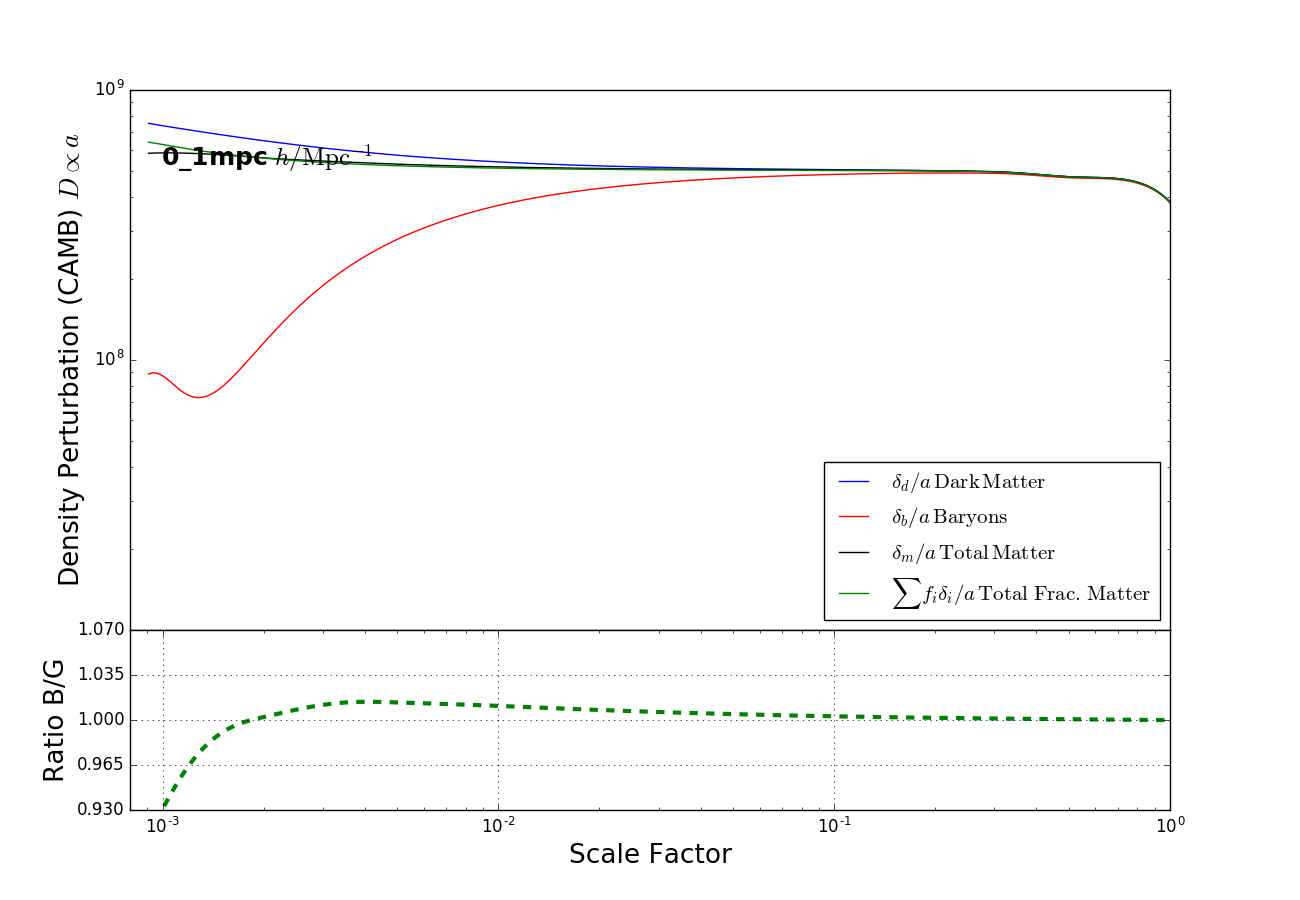 10^9
Density Perturbation (CAMB) D ∝ a
0_1mpc h/Mpc^1
10^8
δ_d/a Dark Matter
δ_b/a Baryons
δ_m/a Total Matter
∑ f_i δ_i/a Total Frac. Matter
1.070
1.035
1.000
0.965
0.930
Ratio B/G
10^-3 10^-2 10^-1 10^0
Scale Factor